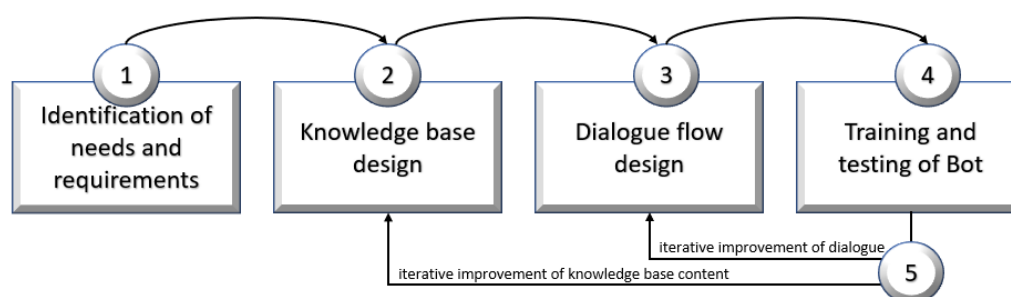 1
Identification of
needs and
requirements
2
Knowledge base
design
3
Dialogue flow
design
4
Training and
testing of Bot
iterative improvement of dialogue
iterative improvement of knowledge base content
5